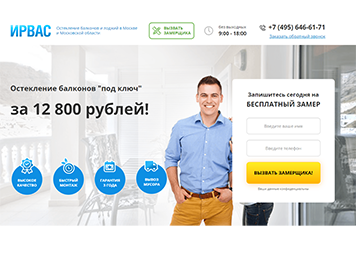 ИРВАС
Остекление балконов и лоджий в Москве
и Московской области
ВЫЗВАТЬ
ЗАМЕРЩИКА
Без выходных
9:00 - 18:00
+7 (495) 646-61-71
Заказать обратный звонок
Остекление балконов "под ключ"
за 12 800 рублей!
ВЫСОКОЕ
КАЧЕСТВО
БЫСТРЫЙ
МОНТАЖ
ГАРАНТИЯ
5 ГОДА
ВЫВОЗ
МУСОРА
Запишитесь сегодня на
БЕСПЛАТНЫЙ ЗАМЕР
Введите ваше имя
Введите телефон
ВЫЗВАТЬ ЗАМЕРЩИКА!
Ваши данные конфиденциальны